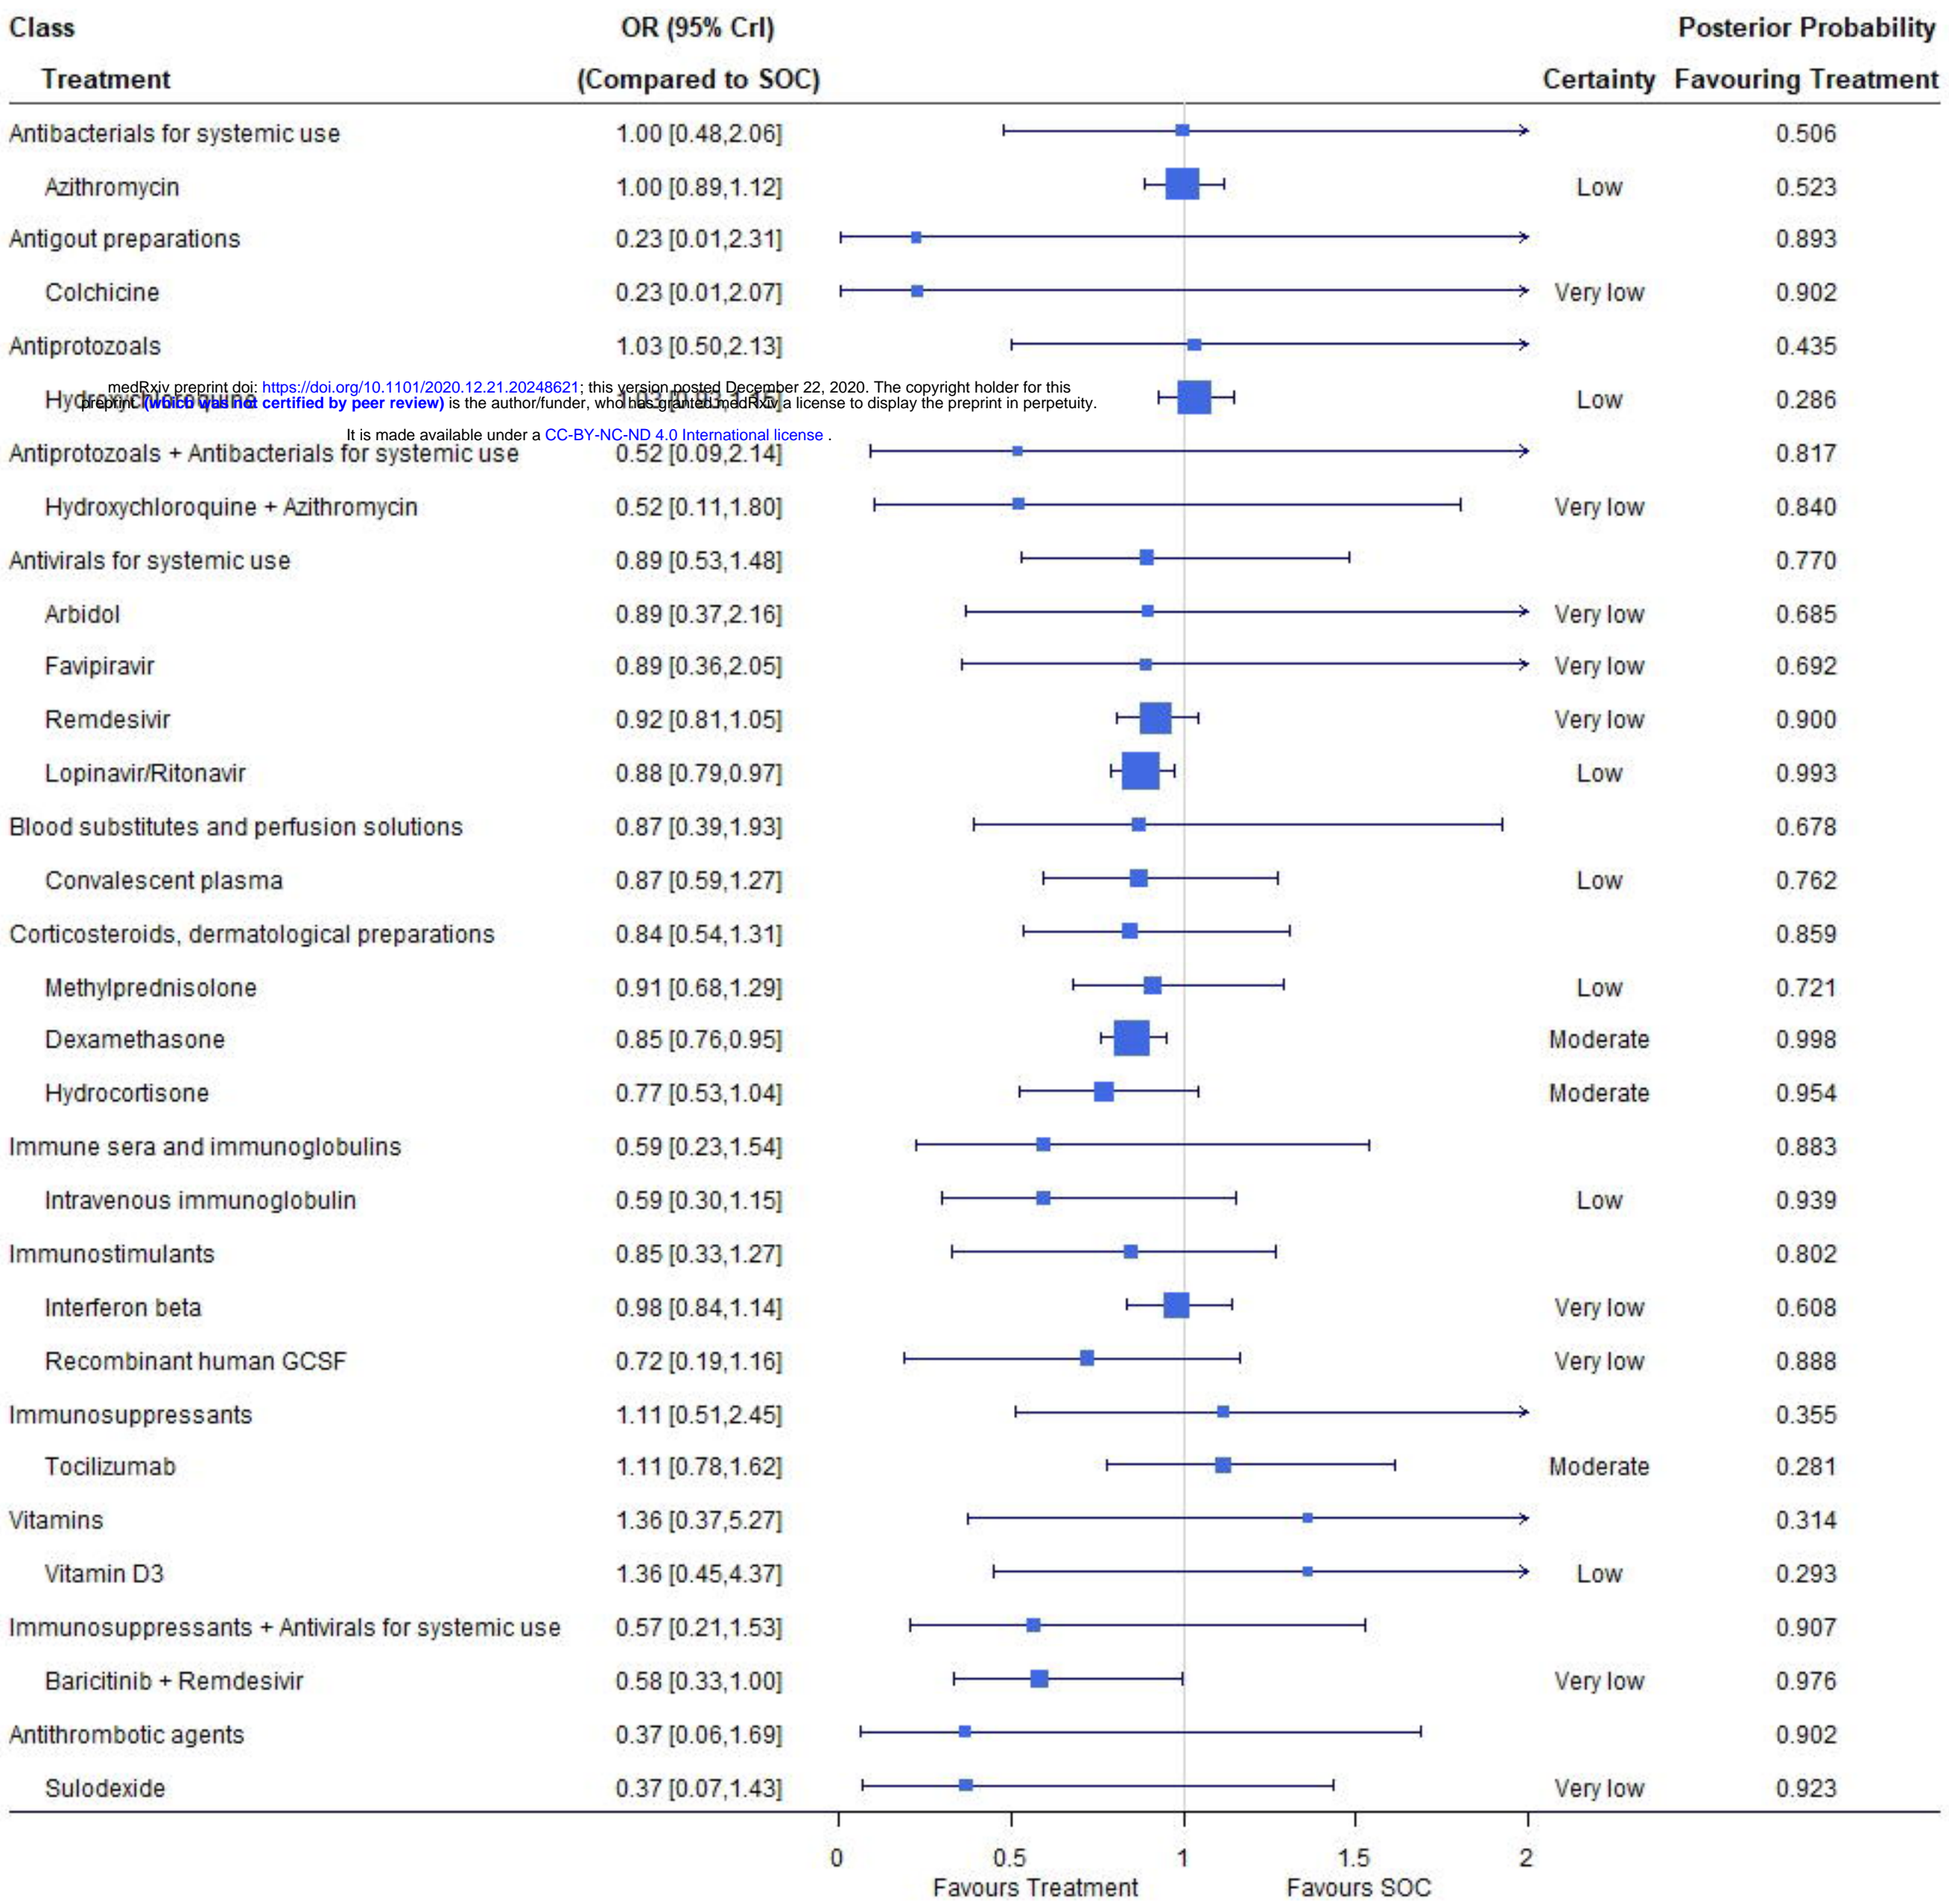 Class OR (95% CrI) Posterior Probability
Treatment (Compared to SOC) Certainty Favouring Treatment
Antibacterials for systemic use 1.00 [0.48,2.06] 0.506
Azithromycin 1.00 [0.89,1.12] Low 0.523
Antigout preparations 0.23 [0.01,2.31] 0.893
Colchicine 0.23 [0.01,2.07] Very low 0.902
Antiprotozoals 1.03 [0.50,2.13] 0.435
medRxiv preprint doi: https://doi.org/10.1101/2020.12.21.20248621; this version posted December 22, 2020. The copyright holder for this
Hydroxychloroquine Low 0.286
preprint (which was not certified by peer review) is the author/funder, who has granted medRxiv a license to display the preprint in perpetuity.
It is made available under a CC-BY-NC-ND 4.0 International license .
Antiprotozoals + Antibacterials for systemic use 0.52 [0.09,2.14] 0.817
Hydroxychloroquine + Azithromycin 0.52 [0.11,1.80] Very low 0.840
Antivirals for systemic use 0.89 [0.53,1.48] 0.770
Arbidol 0.89 [0.37,2.16] Very low 0.685
Favipiravir 0.89 [0.36,2.05] Very low 0.692
Remdesivir 0.92 [0.81,1.05] Very low 0.900
Lopinavir/Ritonavir 0.88 [0.79,0.97] Low 0.993
Blood substitutes and perfusion solutions 0.87 [0.39,1.93] 0.678
Convalescent plasma 0.87 [0.59,1.27] Low 0.762
Corticosteroids, dermatological preparations 0.84 [0.54,1.31] 0.859
Methylprednisolone 0.91 [0.68,1.29] Low 0.721
Dexamethasone 0.85 [0.76,0.95] Moderate 0.998
Hydrocortisone 0.77 [0.53,1.04] Moderate 0.954
Immune sera and immunoglobulins 0.59 [0.23,1.54] 0.883
Intravenous immunoglobulin 0.59 [0.30,1.15] Low 0.939
Immunostimulants 0.85 [0.33,1.27] 0.802
Interferon beta 0.98 [0.84,1.14] Very low 0.608
Recombinant human GCSF 0.72 [0.19,1.16] Very low 0.888
Immunosuppressants 1.11 [0.51,2.45] 0.355
Tocilizumab 1.11 [0.78,1.62] Moderate 0.281
Vitamins 1.36 [0.37,5.27] 0.314
Vitamin D3 1.36 [0.45,4.37] Low 0.293
Immunosuppressants + Antivirals for systemic use 0.57 [0.21,1.53] 0.907
Baricitinib + Remdesivir 0.58 [0.33,1.00] Very low 0.976
Antithrombotic agents 0.37 [0.06,1.69] 0.902
Sulodexide 0.37 [0.07,1.43] Very low 0.923
0 0.5 1 1.5 2
Favours Treatment Favours SOC